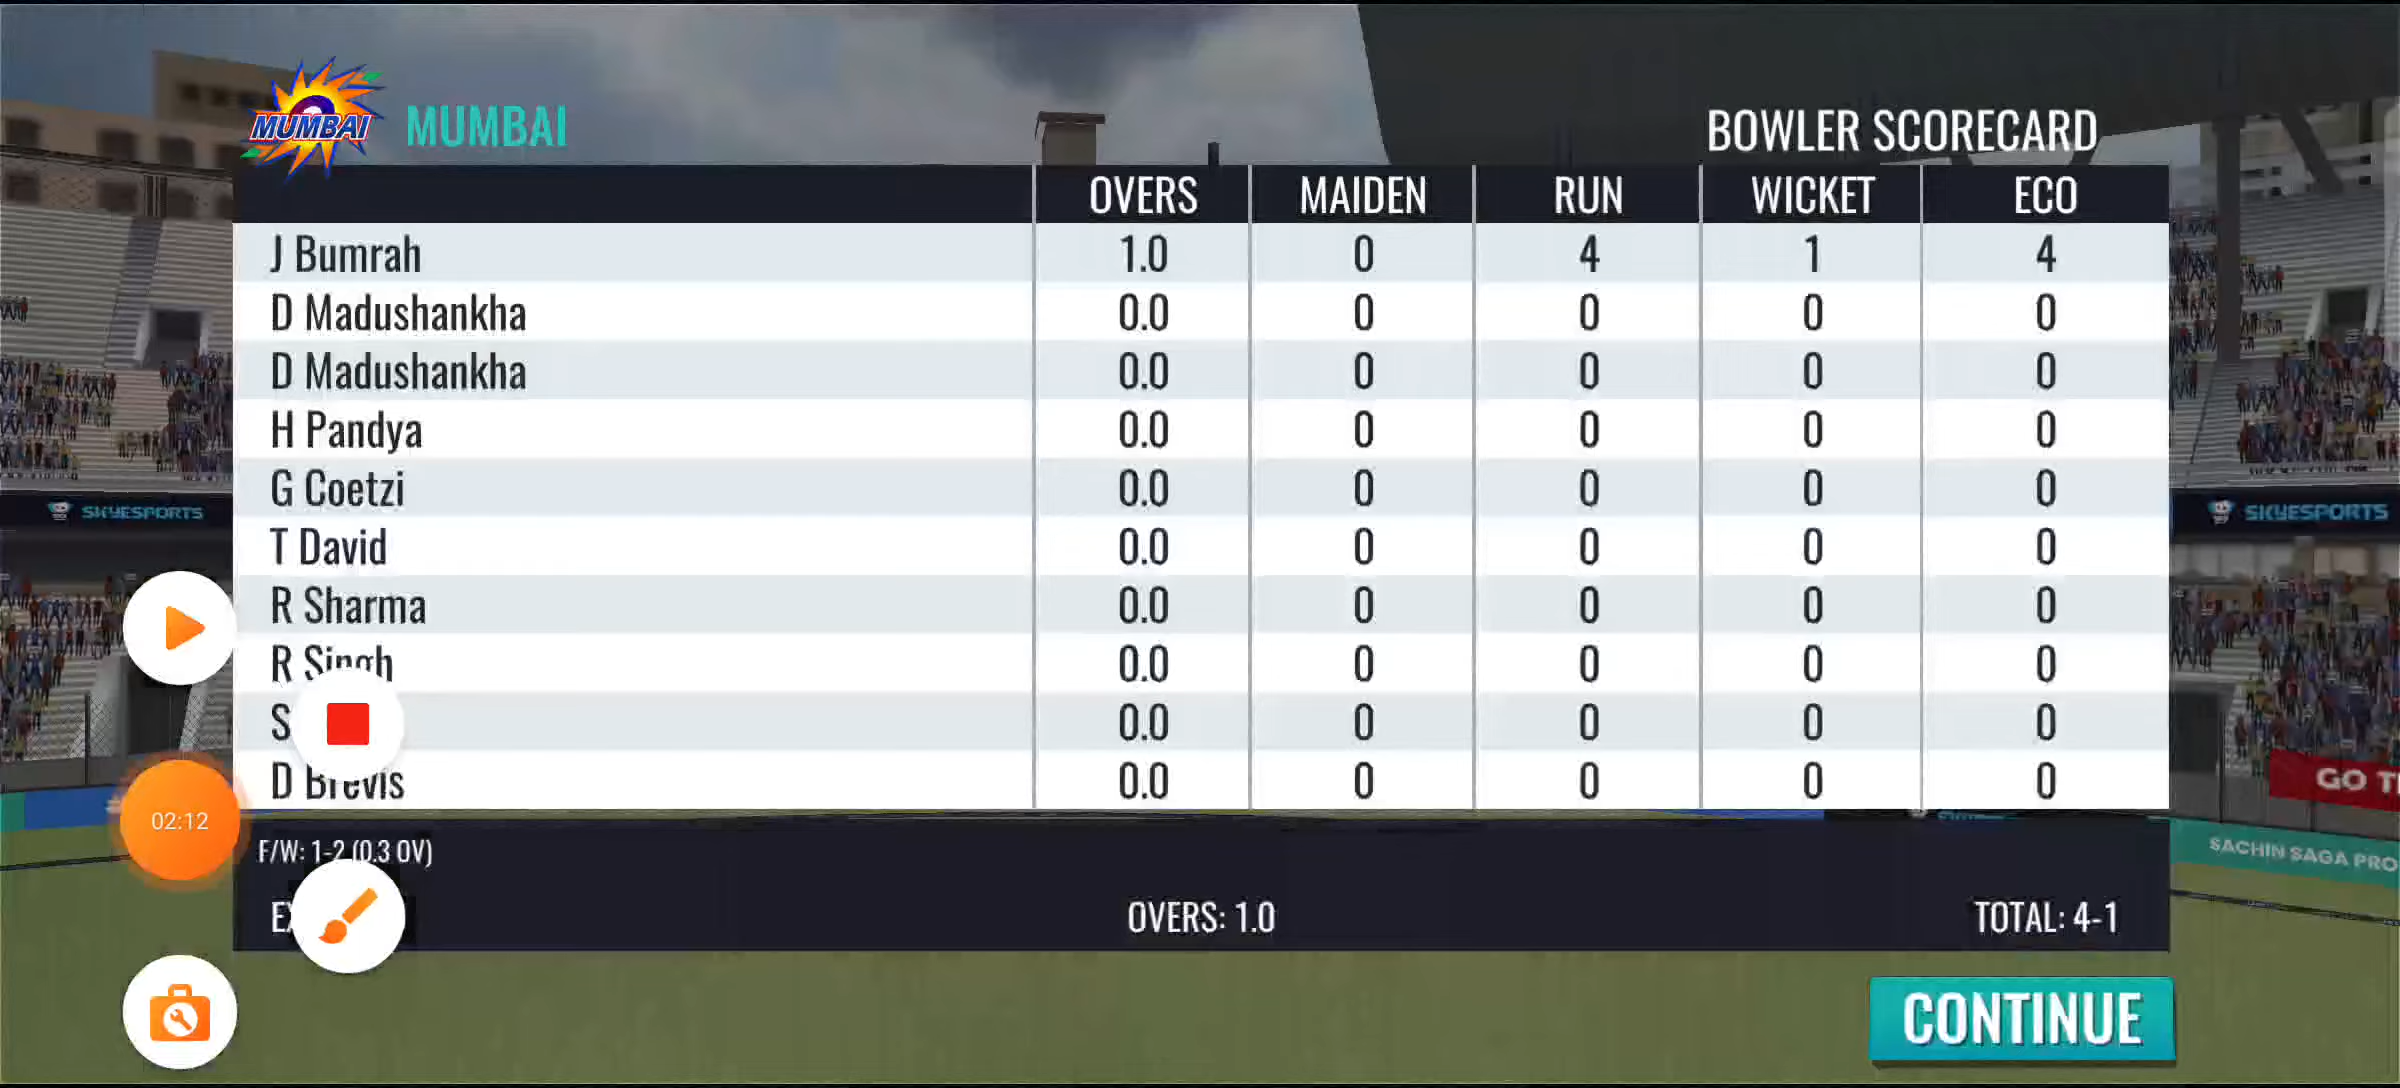 MUMBAI MUMBAI
BOWLER SCORECARD
OVERS MAIDEN RUN WICKET ECO
J Bumrah 1.0 0 4 1 4
D Madushankha 0.0 0 0 0 0
D Madushankha 0.0 0 0 0 0
H Pandya 0.0 0 0 0 0
G Coetzi 0.0 0 0 0 0
T David 0.0 0 0 0 0
R Sharma 0.0 0 0 0 0
R Singh 0.0 0 0 0 0
S 0.0 0 0 0 0
D Brevis 0.0 0 0 0 0
SKYESPORTS
SKYESPORTS
GO T
02:12
F/W: 1-2 (0.3 OV)
SACHIN SAGA PRO
OVERS: 1.0
TOTAL: 4-1
CONTINUE